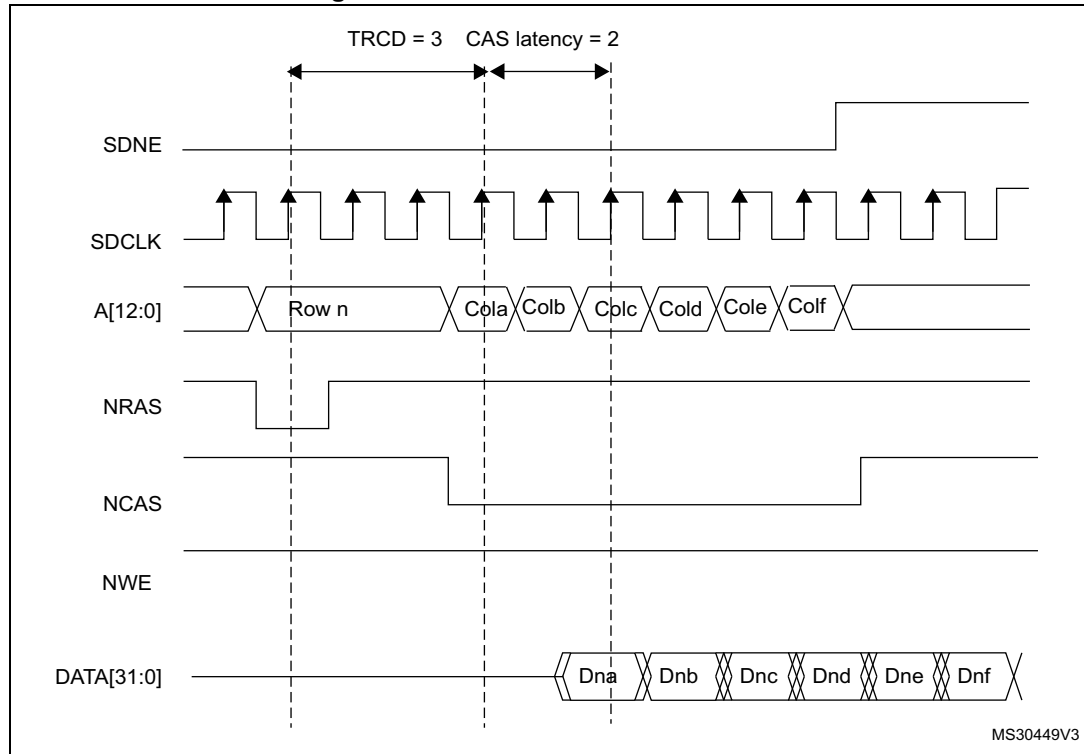 TRCD = 3 CAS latency = 2
SDNE
SDCLK
A[12:0] Row n Cola Colb Colc Cold Cole Colf
NRAS
NCAS
NWE
DATA[31:0] Dna Dnb Dnc Dnd Dne Dnf
MS30449V3